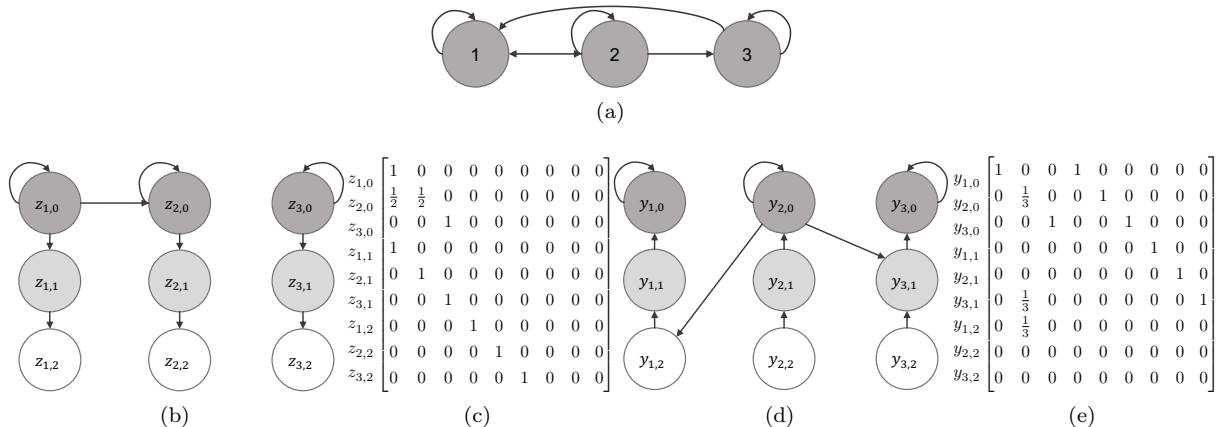 1 2 3
(a)
z1,0 z2,0 z3,0
z1,1 z2,1 z3,1
z1,2 z2,2 z3,2
(b)
z1,0 1 0 0 0 0 0 0 0 0
z2,0 1/2 1/2 0 0 0 0 0 0 0
z3,0 0 0 1 0 0 0 0 0 0
z1,1 1 0 0 0 0 0 0 0 0
z2,1 0 1 0 0 0 0 0 0 0
z3,1 0 0 1 0 0 0 0 0 0
z1,2 0 0 0 1 0 0 0 0 0
z2,2 0 0 0 0 1 0 0 0 0
z3,2 0 0 0 0 0 1 0 0 0
(c)
y1,0 y2,0 y3,0
y1,1 y2,1 y3,1
y1,2 y2,2 y3,2
(d)
y1,0 1 0 0 1 0 0 0 0 0
y2,0 0 1/3 0 0 1 0 0 0 0
y3,0 0 0 1 0 0 1 0 0 0
y1,1 0 0 0 0 0 0 1 0 0
y2,1 0 0 0 0 0 0 0 1 0
y3,1 0 1/3 0 0 0 0 0 0 1
y1,2 0 1/3 0 0 0 0 0 0 0
y2,2 0 0 0 0 0 0 0 0 0
y3,2 0 0 0 0 0 0 0 0 0
(e)